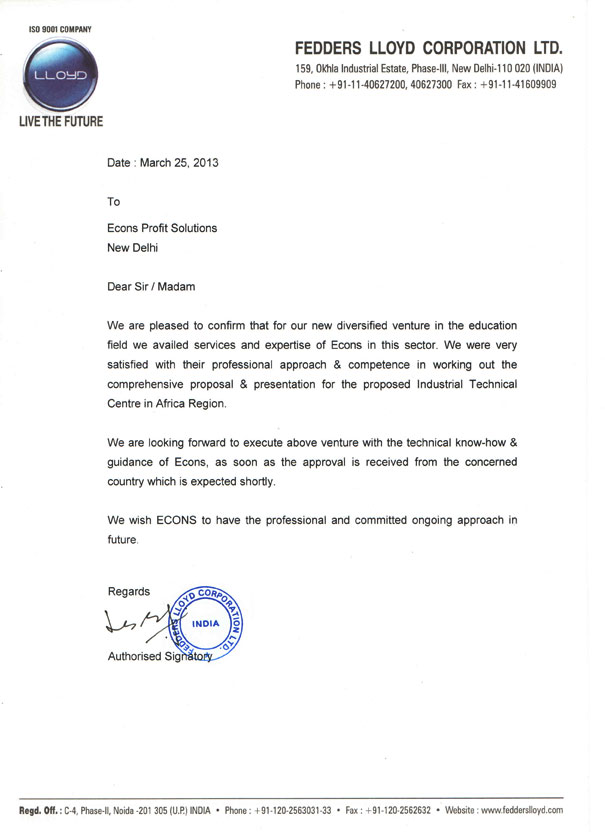 ISO 9001 COMPANY
LLOYD
LIVE THE FUTURE
FEDDERS LLOYD CORPORATION LTD.
159, Okhla Industrial Estate, Phase-III, New Delhi-110 020 (INDIA)
Phone : +91-11-40627200, 40627300 Fax : +91-11-41609909
Date : March 25, 2013
To
Econs Profit Solutions
New Delhi
Dear Sir / Madam
We are pleased to confirm that for our new diversified venture in the education
field we availed services and expertise of Econs in this sector. We were very
satisfied with their professional approach & competence in working out the
comprehensive proposal & presentation for the proposed Industrial Technical
Centre in Africa Region.
We are looking forward to execute above venture with the technical know-how &
guidance of Econs, as soon as the approval is received from the concerned
country which is expected shortly.
We wish ECONS to have the professional and committed ongoing approach in
future.
Regards
FEDDERS LLOYD CORPORATION LTD.
INDIA
Authorised Signatory
Regd. Off. : C-4, Phase-II, Noida -201 305 (U.P.) INDIA • Phone : +91-120-2563031-33 • Fax : +91-120-2562632 • Website : www.fedderslloyd.com